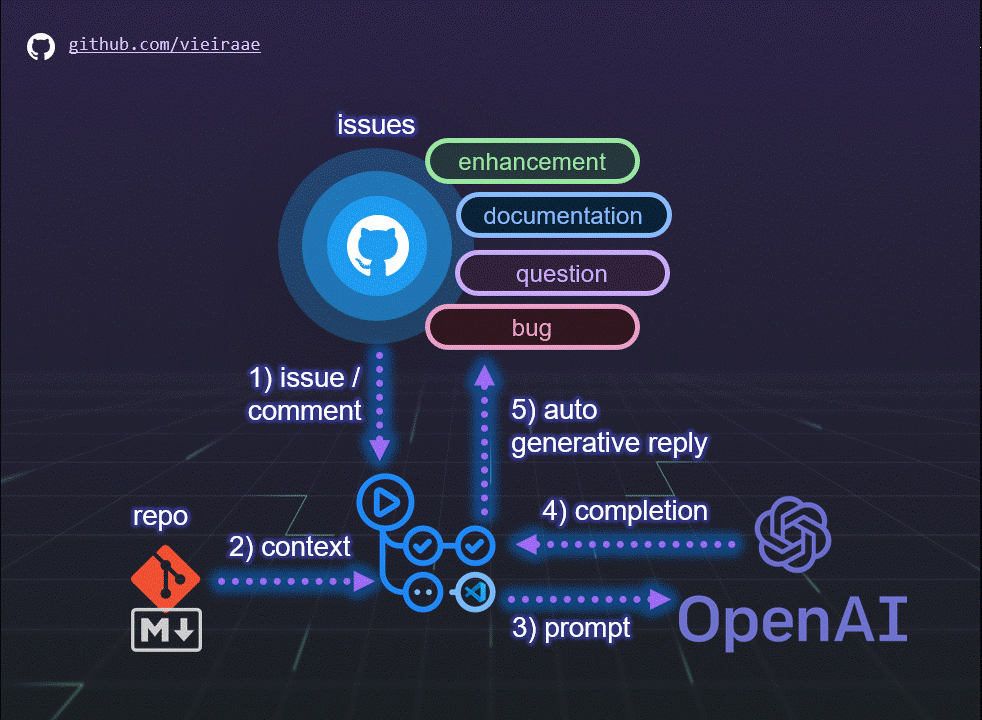 github.com/vieiraae
issues
enhancement
documentation
question
bug
1) issue /
comment
5) auto
generative reply
repo
2) context
4) completion
M
3) prompt
OpenAI